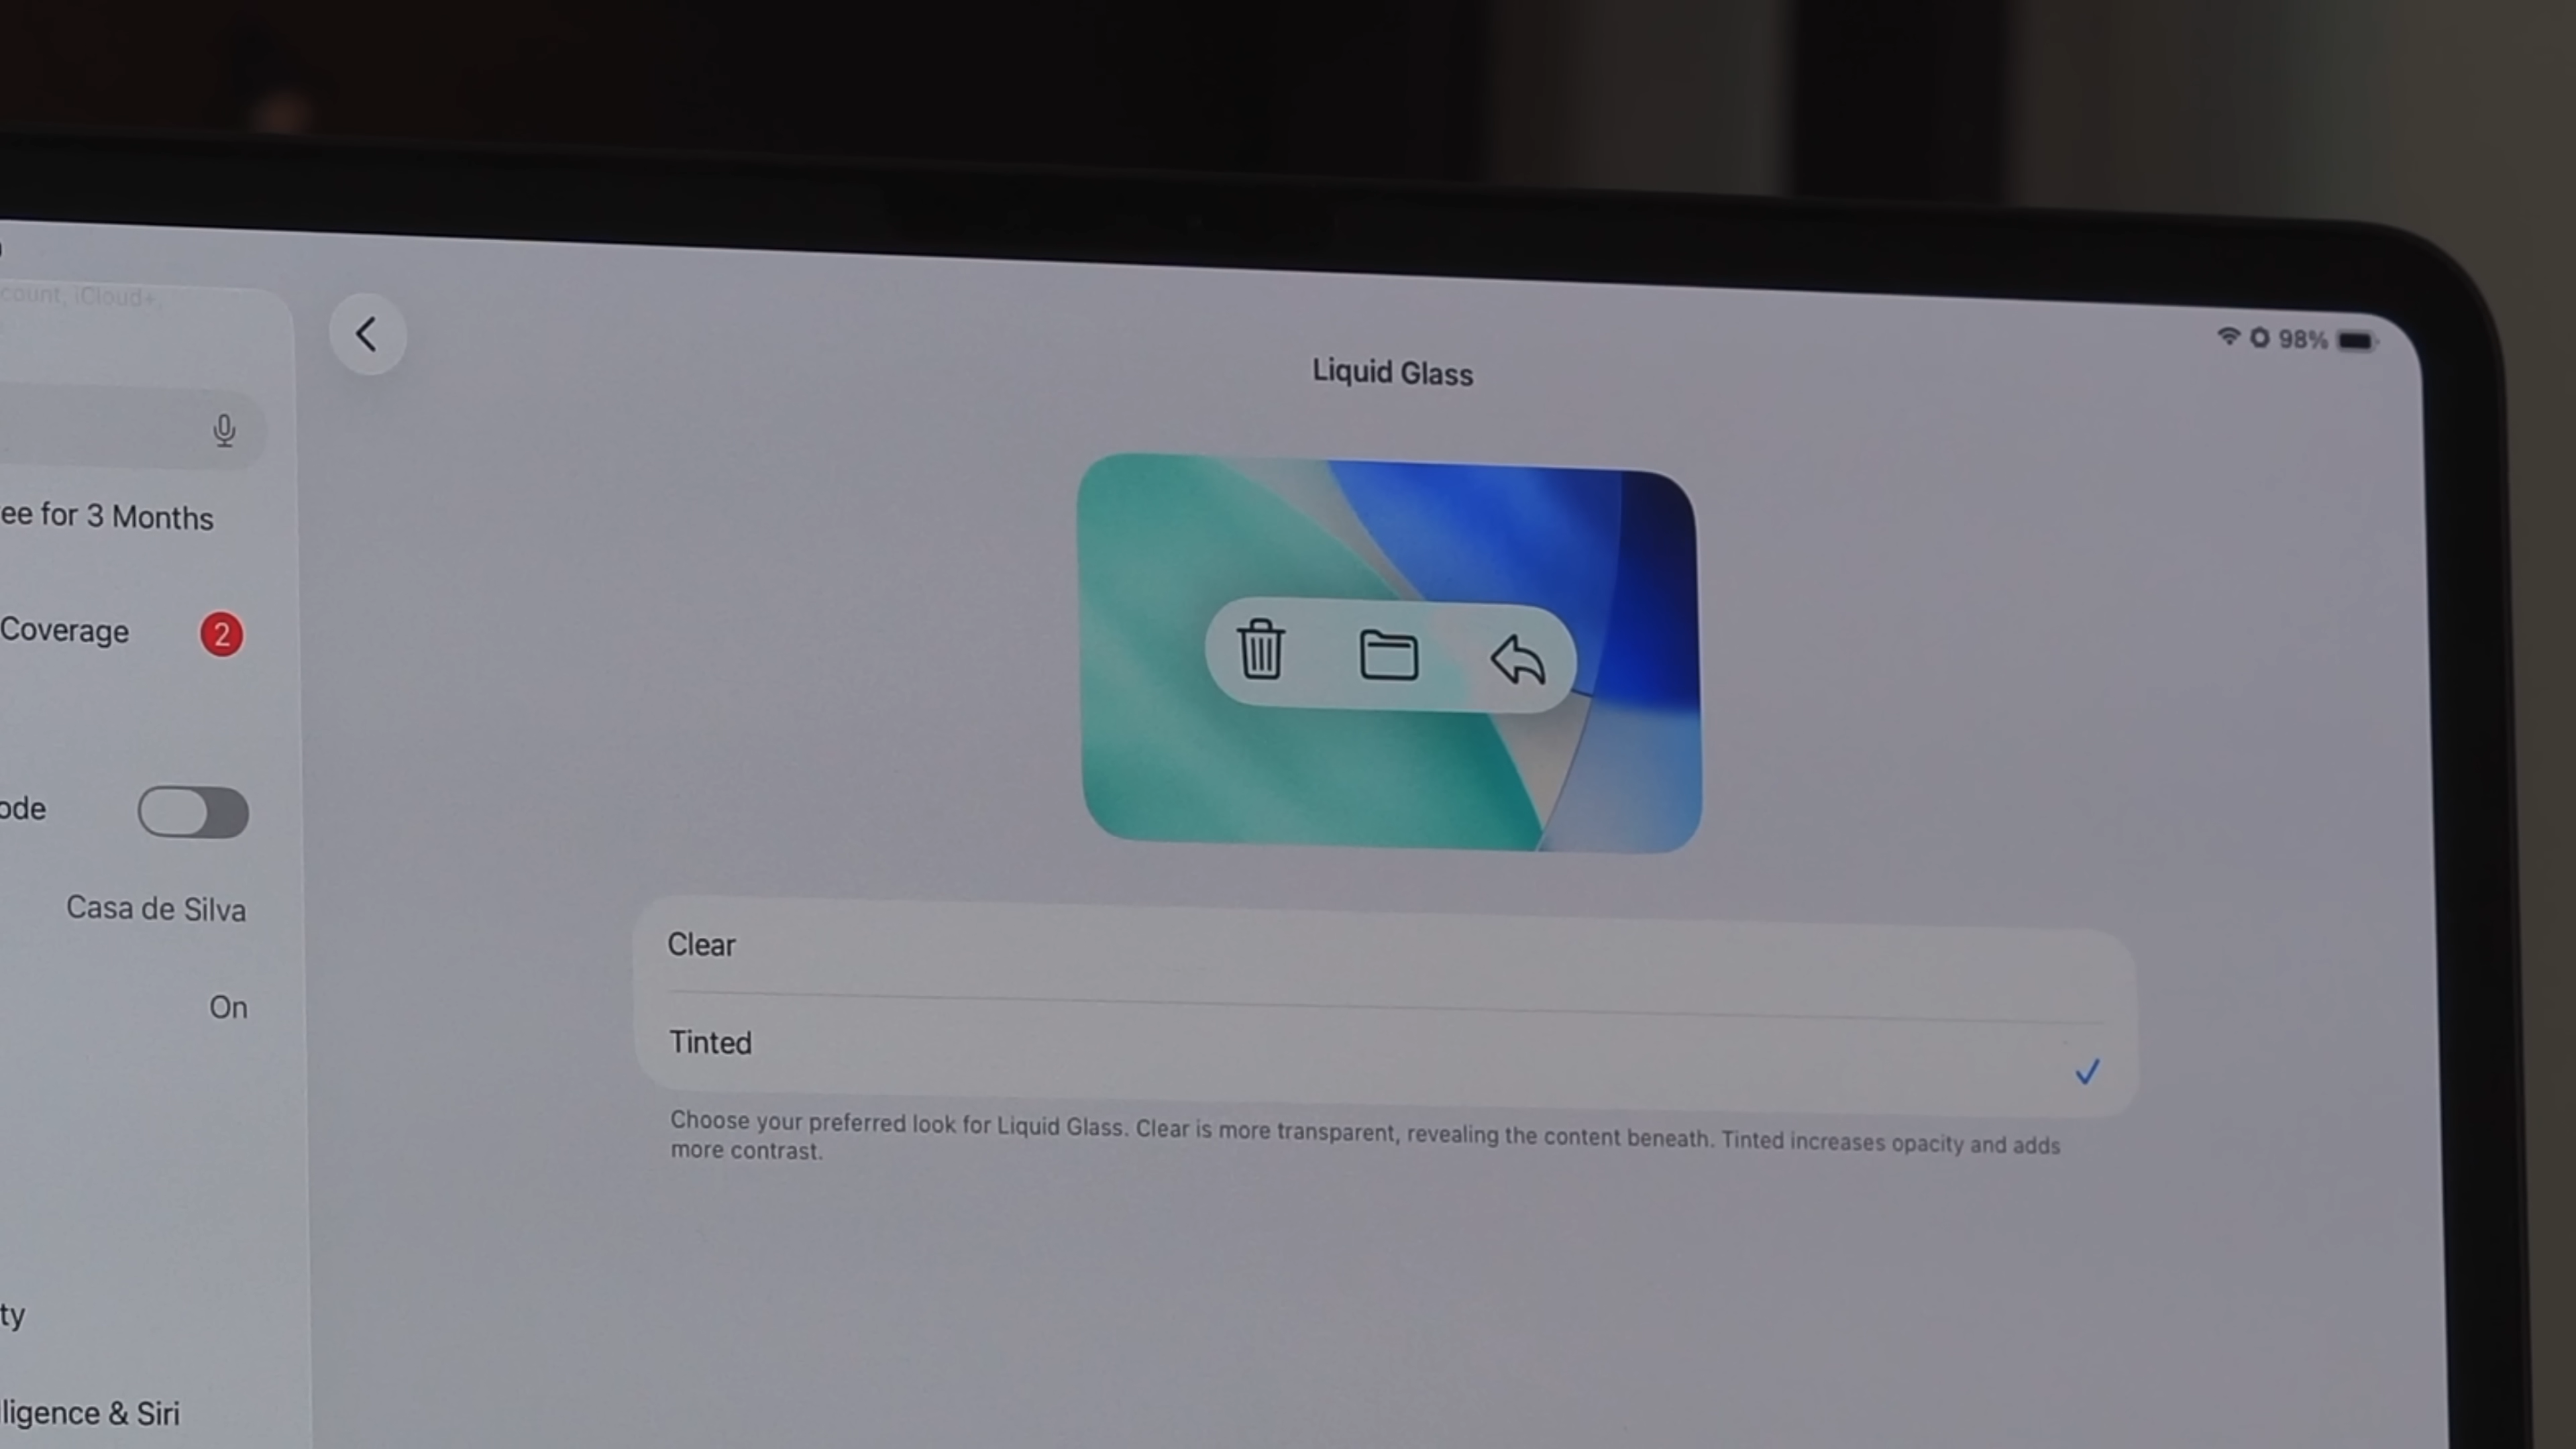 count, iCloud+,
98%
Liquid Glass
ee for 3 Months
Coverage
2
ode
Casa de Silva
On
ty
lligence & Siri
Clear
Tinted
Choose your preferred look for Liquid Glass. Clear is more transparent, revealing the content beneath. Tinted increases opacity and adds
more contrast.